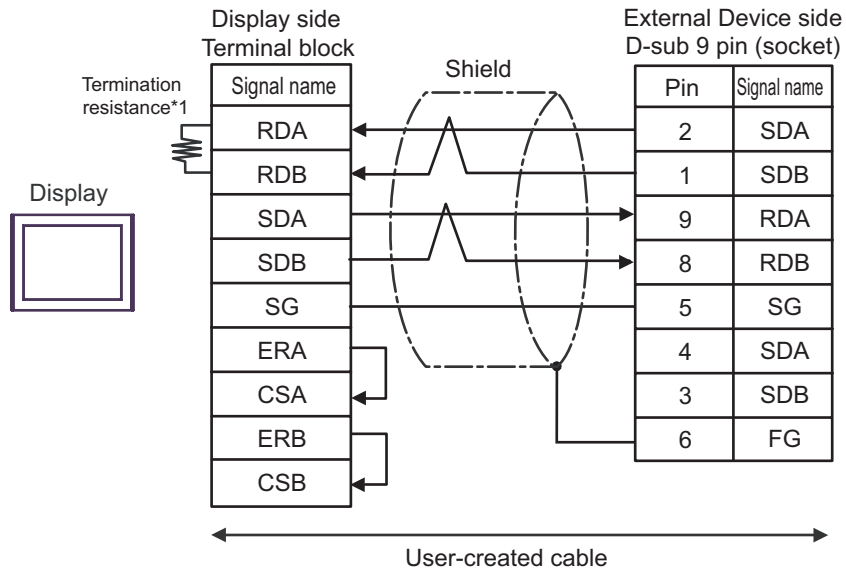 Display side
Terminal block
External Device side
D-sub 9 pin (socket)
Shield
Termination
resistance*1
Display
Signal name
RDA
RDB
SDA
SDB
SG
ERA
CSA
ERB
CSB
Pin Signal name
2 SDA
1 SDB
9 RDA
8 RDB
5 SG
4 SDA
3 SDB
6 FG
User-created cable